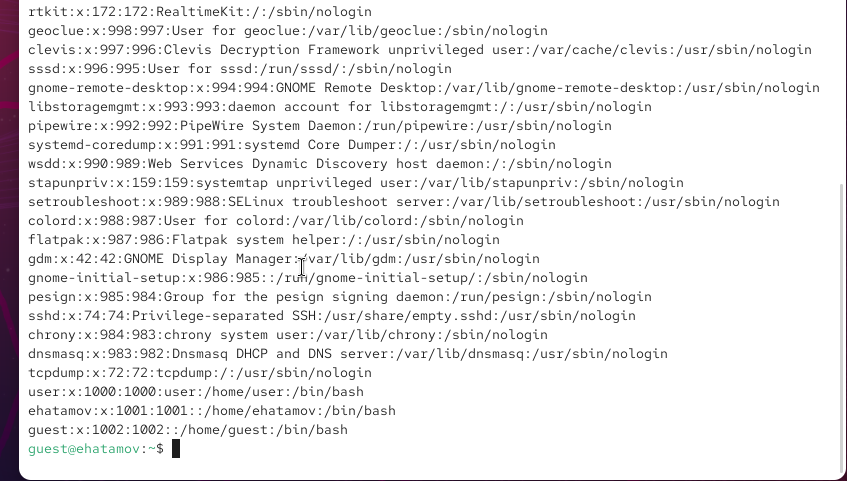 rtkit:x:172:172:RealtimeKit:/:/sbin/nologin
geoclue:x:998:997:User for geoclue:/var/lib/geoclue:/sbin/nologin
clevis:x:997:996:Clevis Decryption Framework unprivileged user:/var/cache/clevis:/usr/sbin/nologin
sssd:x:996:995:User for sssd:/run/sssd/:/sbin/nologin
gnome-remote-desktop:x:994:994:GNOME Remote Desktop:/var/lib/gnome-remote-desktop:/usr/sbin/nologin
libstoragemgmt:x:993:993:daemon account for libstoragemgmt:/:/usr/sbin/nologin
pipewire:x:992:992:PipeWire System Daemon:/run/pipewire:/usr/sbin/nologin
systemd-coredump:x:991:991:systemd Core Dumper:/:/usr/sbin/nologin
wsdd:x:990:989:Web Services Dynamic Discovery host daemon:/:/sbin/nologin
stapunpriv:x:159:159:systemtap unprivileged user:/var/lib/stapunpriv:/sbin/nologin
setroubleshoot:x:989:988:SELinux troubleshoot server:/var/lib/setroubleshoot:/usr/sbin/nologin
colord:x:988:987:User for colord:/var/lib/colord:/sbin/nologin
flatpak:x:987:986:Flatpak system helper:/:/usr/sbin/nologin
gdm:x:42:42:GNOME Display Manager:/var/lib/gdm:/usr/sbin/nologin
gnome-initial-setup:x:986:985::/run/gnome-initial-setup/:/sbin/nologin
pesign:x:985:984:Group for the pesign signing daemon:/run/pesign:/sbin/nologin
sshd:x:74:74:Privilege-separated SSH:/usr/share/empty.sshd:/usr/sbin/nologin
chrony:x:984:983:chrony system user:/var/lib/chrony:/sbin/nologin
dnsmasq:x:983:982:Dnsmasq DHCP and DNS server:/var/lib/dnsmasq:/usr/sbin/nologin
tcpdump:x:72:72:tcpdump:/:/usr/sbin/nologin
user:x:1000:1000:user:/home/user:/bin/bash
ehatamov:x:1001:1001::/home/ehatamov:/bin/bash
guest:x:1002:1002::/home/guest:/bin/bash
guest@ehatamov:~$